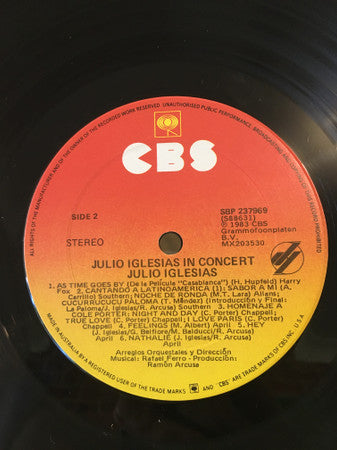 ALL RIGHTS OF THE MANUFACTURER AND OF THE OWNER OF THE RECORDED WORK RESERVED. UNAUTHORISED PUBLIC PERFORMANCE, BROADCASTING AND COPYING OF THIS RECORD PROHIBITED
CBS
SIDE 2
SBP 237969
(S68631)
℗ 1983 CBS
Grammofoonplaten
B.V.
STEREO
MX203530
JULIO IGLESIAS IN CONCERT
JULIO IGLESIAS
1. AS TIME GOES BY (De la Pelicula "Casablanca") (H. Hupfeld) Harry
Fox 2. CANTANDO A LATINOAMERICA (1): SABOR A MI (A.
Carrillo) Southern; NOCHE DE RONDA (M.T. Lara) Allans;
CUCURRUCUCU PALOMA (T. Mendez) (Introducción y Final:
La Paloma/J. Iglesias/R. Arcusa) Southern 3. HOMENAJE A
COLE PORTER: NIGHT AND DAY (C. Porter) Chappell;
TRUE LOVE (C. Porter) Chappell; I LOVE PARIS (C. Porter)
Chappell 4. FEELINGS (M. Albert) April 5. HEY
(J. Iglesias/G. Belfiore/M. Balducci/R. Arcusa)
April 6. NATHALIE (J. Iglesias/R. Arcusa)
April
Arreglos Orquestales y Dirección
Musical: Rafael Ferro - Producción:
Ramón Arcusa
MADE IN AUSTRALIA BY A REGISTERED USER OF THE TRADE MARKS AND CBS ARE TRADE MARKS OF CBS INC. U.S.A.